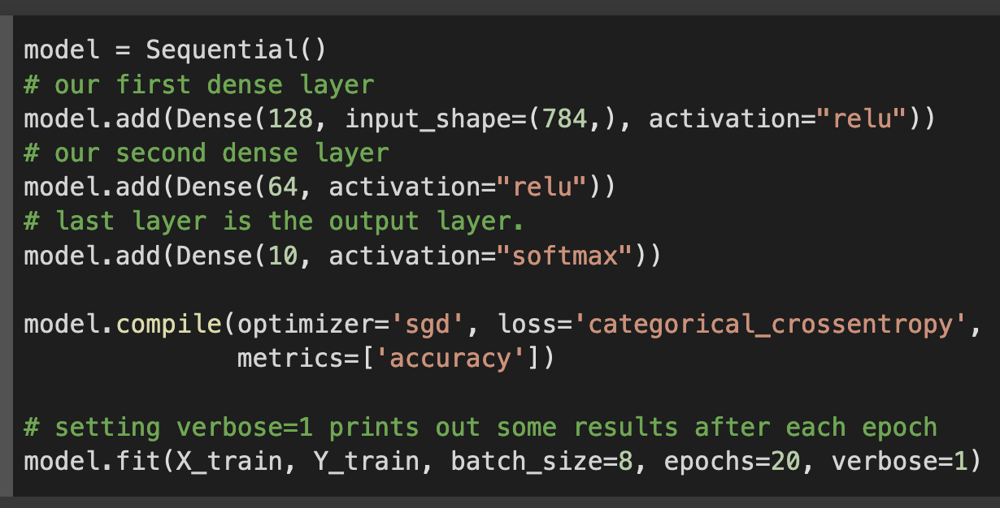 model = Sequential()
# our first dense layer
model.add(Dense(128, input_shape=(784,), activation="relu"))
# our second dense layer
model.add(Dense(64, activation="relu"))
# last layer is the output layer.
model.add(Dense(10, activation="softmax"))

model.compile(optimizer='sgd', loss='categorical_crossentropy',
              metrics=['accuracy'])

# setting verbose=1 prints out some results after each epoch
model.fit(X_train, Y_train, batch_size=8, epochs=20, verbose=1)